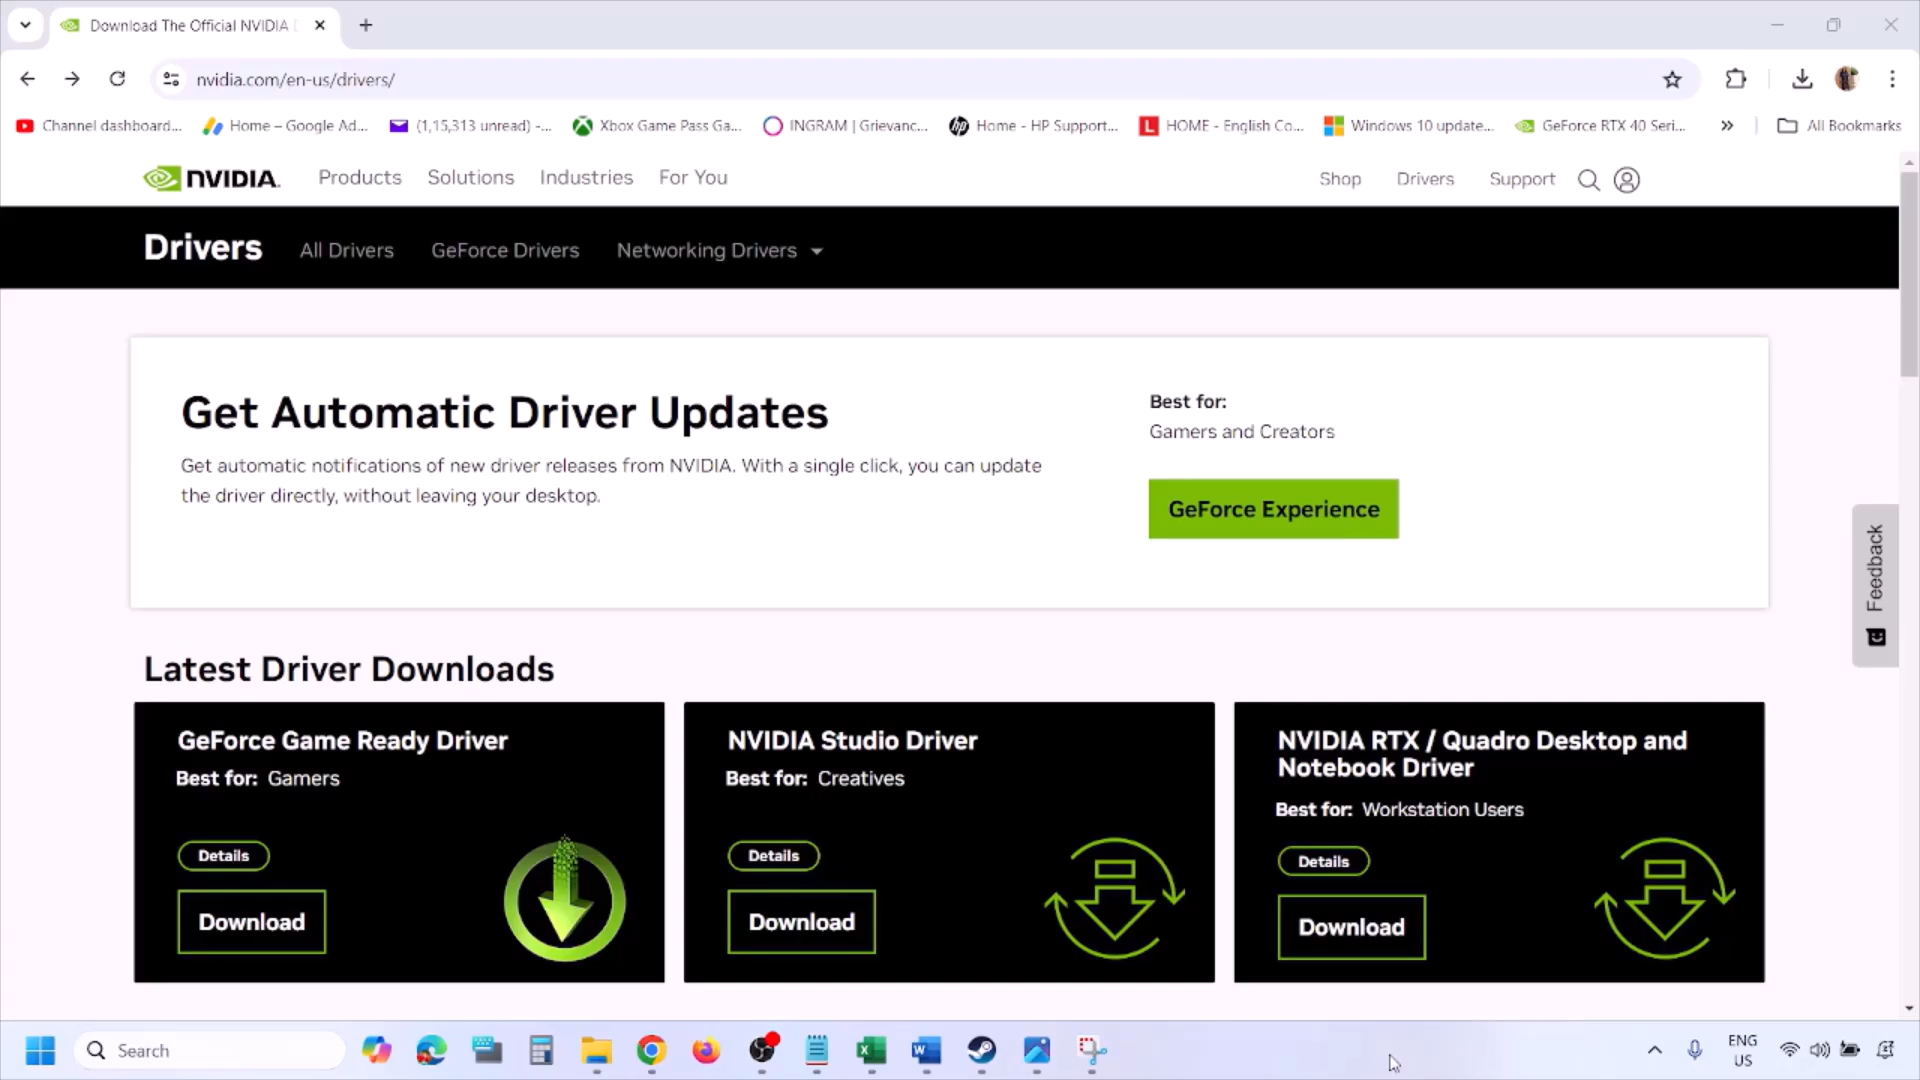 Download The Official NVIDIA D
nvidia.com/en-us/drivers/
Channel dashboard...
Home – Google Ad...
(1,15,313 unread) -...
Xbox Game Pass Ga...
INGRAM | Grievanc...
Home - HP Support...
HOME - English Co...
Windows 10 update...
GeForce RTX 40 Seri...
All Bookmarks
NVIDIA.
Products
Solutions
Industries
For You
Shop
Drivers
Support
Drivers
All Drivers
GeForce Drivers
Networking Drivers
Get Automatic Driver Updates
Get automatic notifications of new driver releases from NVIDIA. With a single click, you can update
the driver directly, without leaving your desktop.
Best for:
Gamers and Creators
GeForce Experience
Feedback
Latest Driver Downloads
GeForce Game Ready Driver
Best for: Gamers
Details
Download
NVIDIA Studio Driver
Best for: Creatives
Details
Download
NVIDIA RTX / Quadro Desktop and
Notebook Driver
Best for: Workstation Users
Details
Download
Search
ENG
US